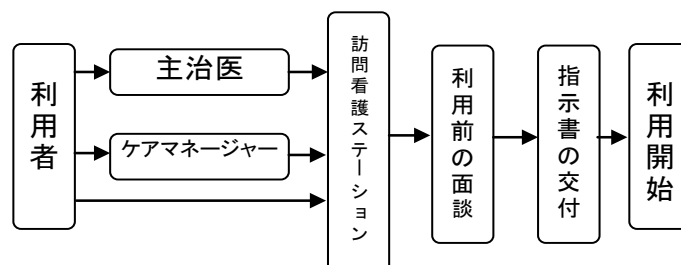 利用者
主治医
ケアマネージャー
訪問看護ステーション
利用前の面談
指示書の交付
利用開始